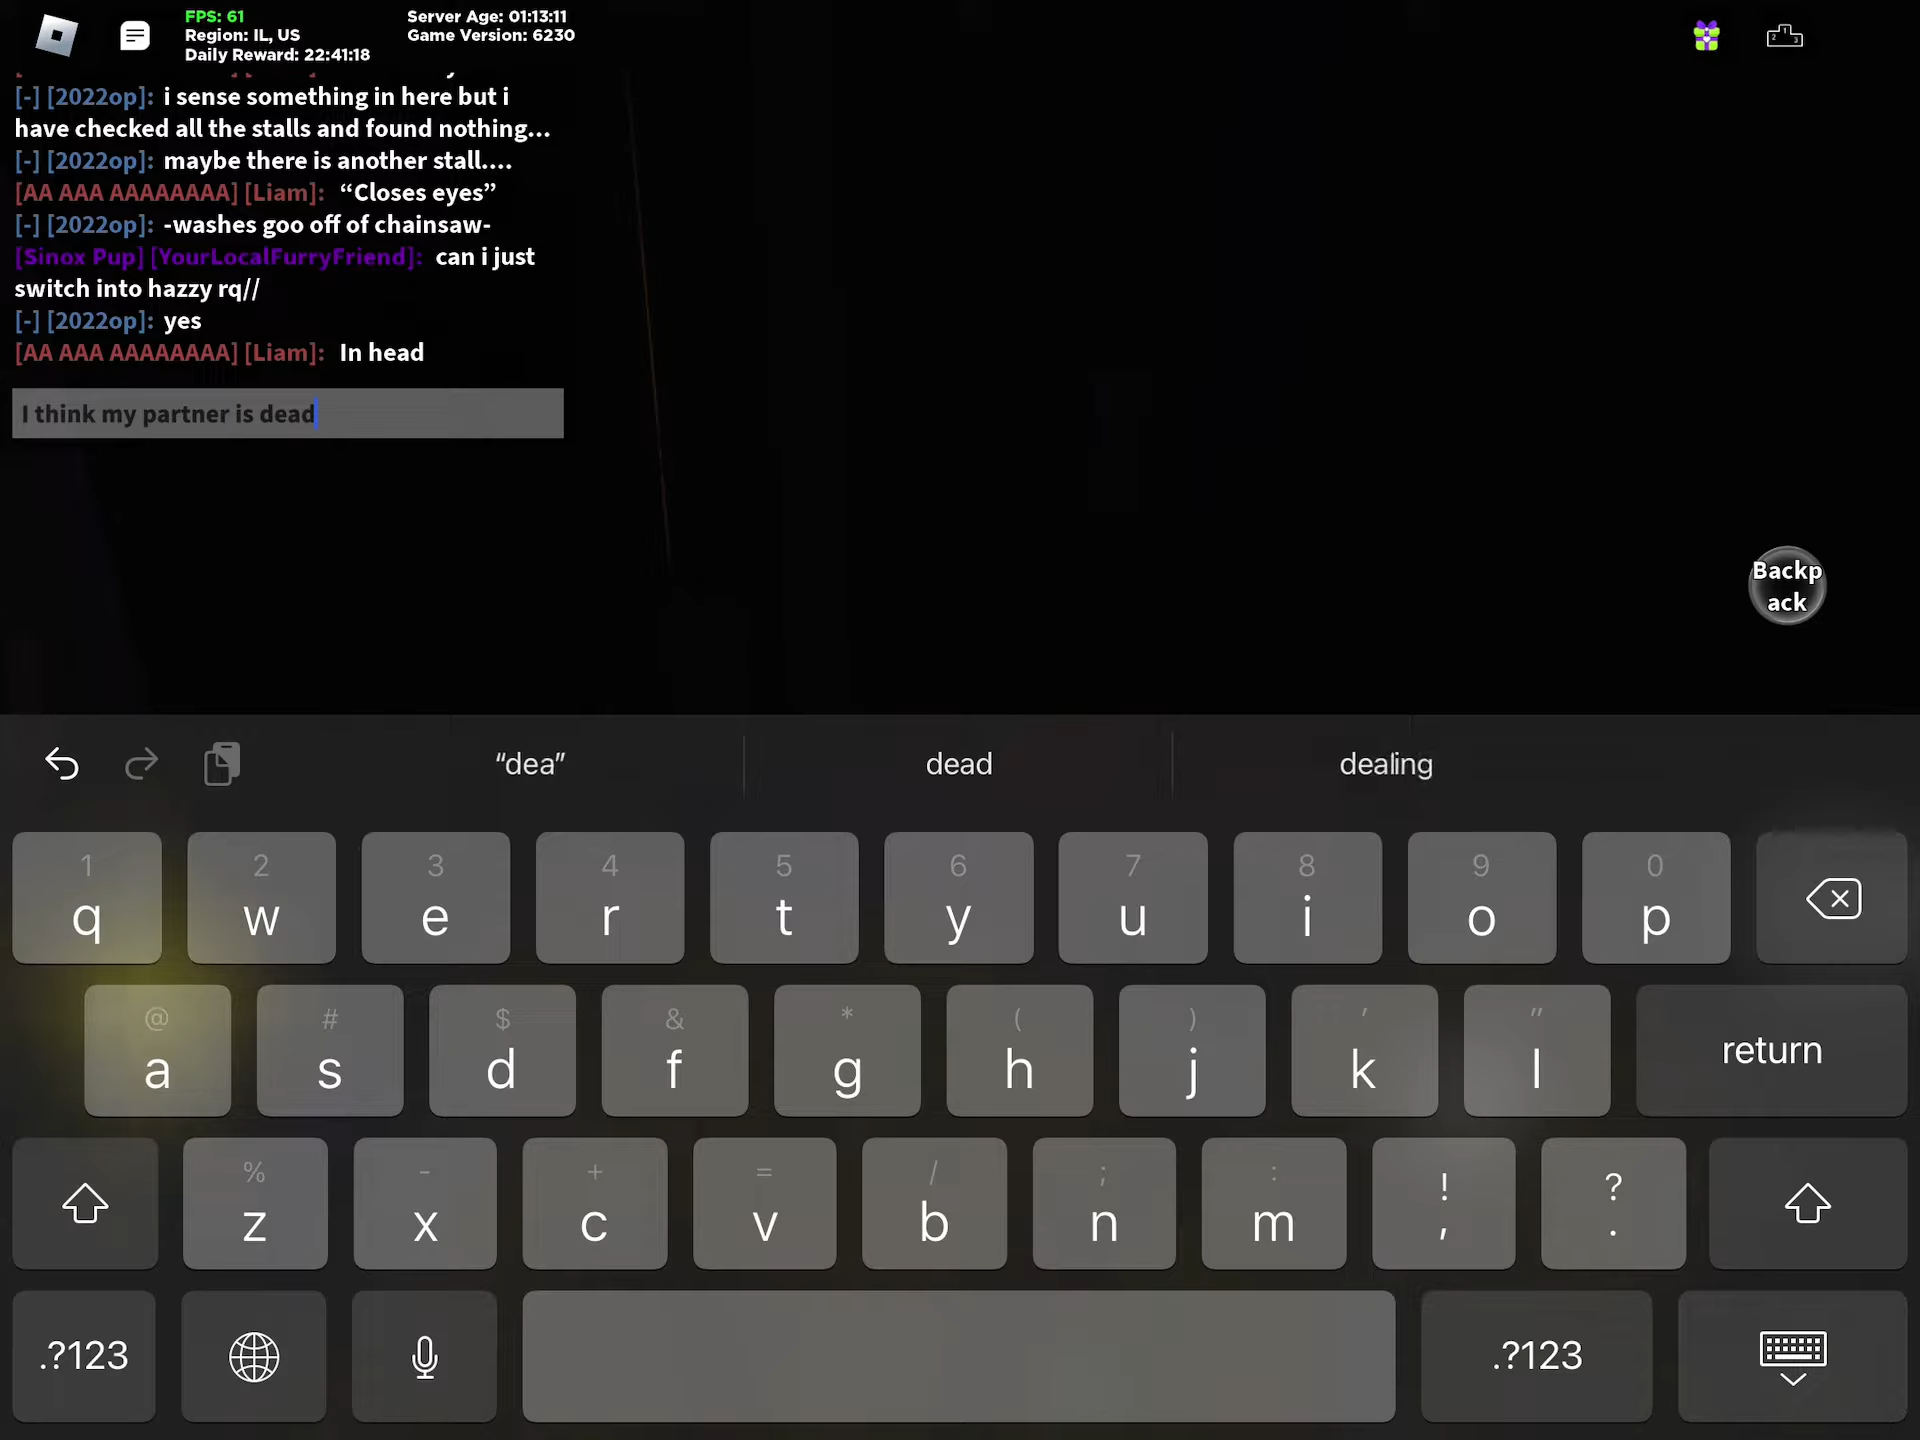 FPS: 61
Region: IL, US
Daily Reward: 22:41:18
Server Age: 01:13:11
Game Version: 6230
[-] [2022op]: i sense something in here but i
have checked all the stalls and found nothing...
[-] [2022op]: maybe there is another stall....
[AA AAA AAAAAAAA] [Liam]: “Closes eyes”
[-] [2022op]: -washes goo off of chainsaw-
[Sinox Pup] [YourLocalFurryFriend]: can i just
switch into hazzy rq//
[-] [2022op]: yes
[AA AAA AAAAAAAA] [Liam]: In head
I think my partner is dead
Backp
ack
“dea” dead dealing
1 2 3 4 5 6 7 8 9 0
q w e r t y u i o p
@ # $ & * ( ) ' "
a s d f g h j k l return
% - + = / ; : ! ?
z x c v b n m , .
.?123 .?123